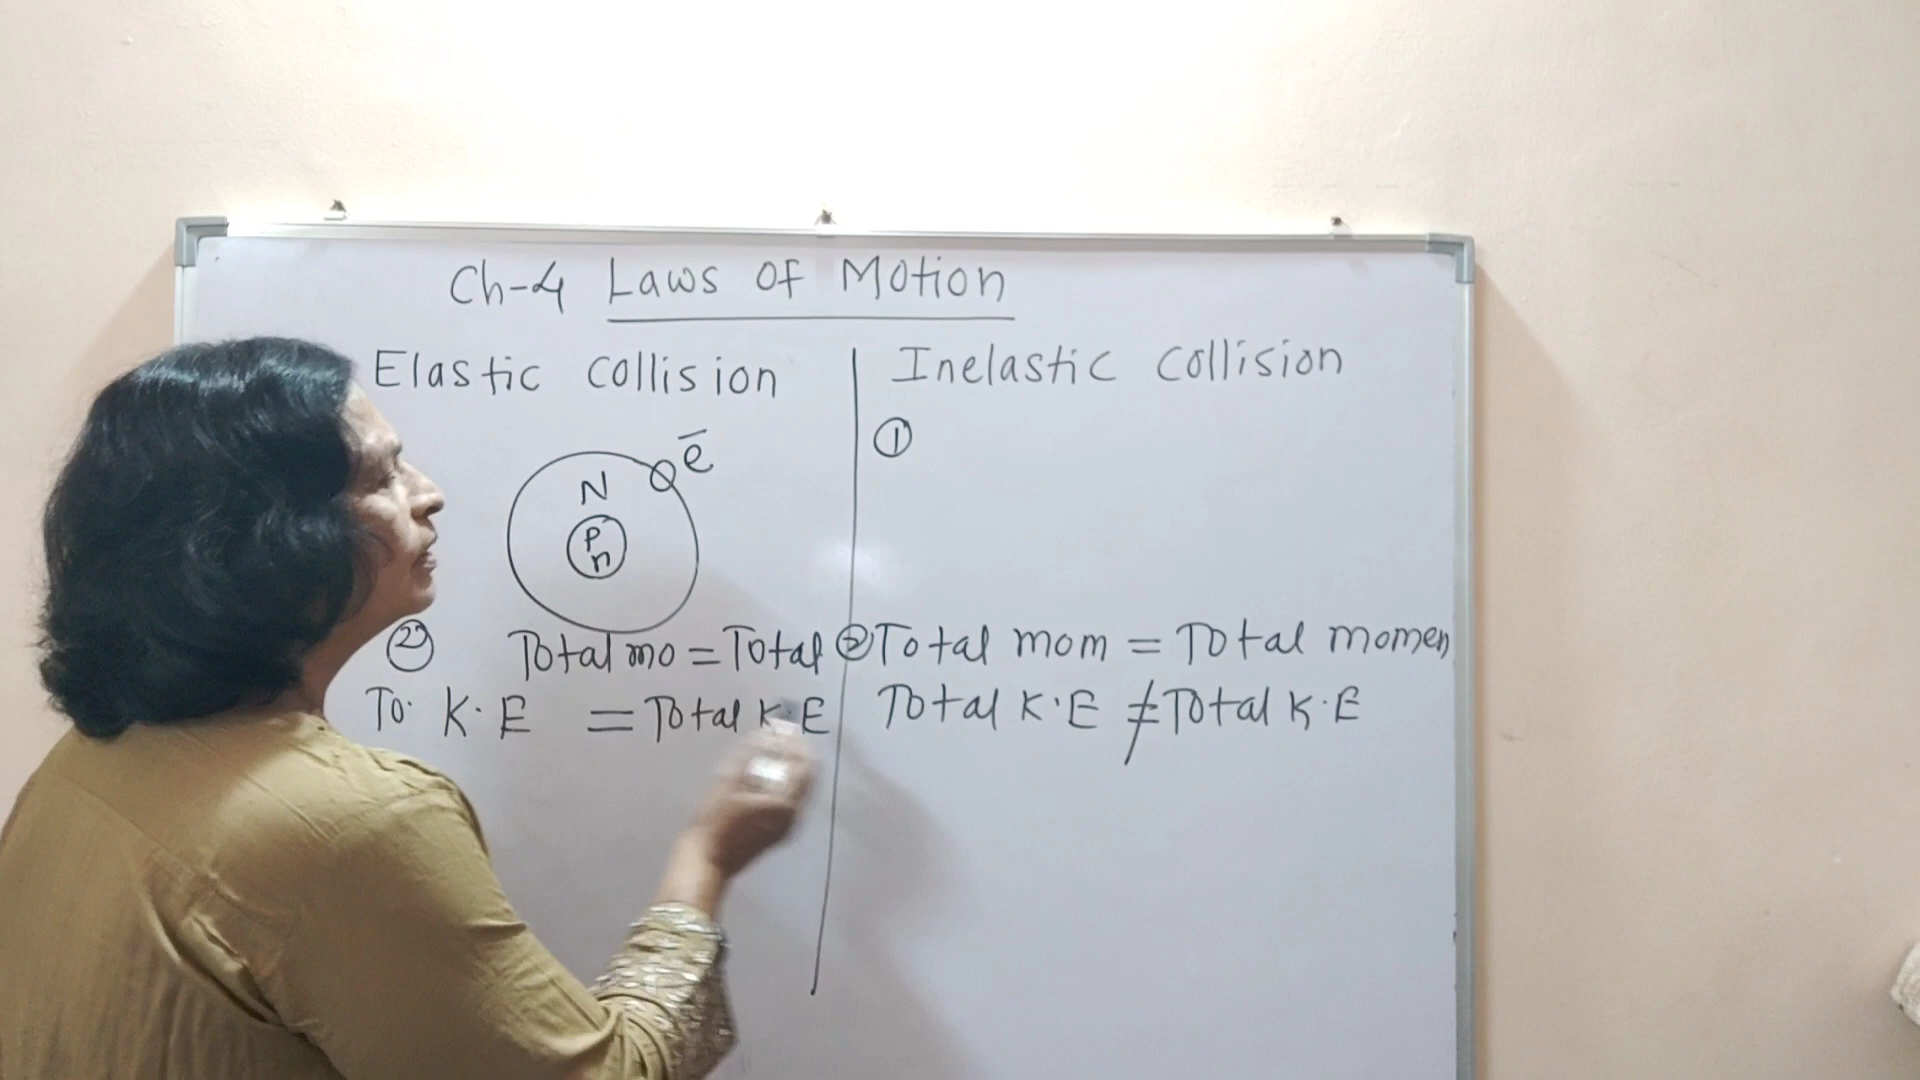 Ch-4 Laws of Motion
Elastic collision
N
e̅
P
n
② Total mo = Total
To. K.E = Total K.E
Inelastic collision
①
② Total mom = Total momen
Total K.E ≠ Total K.E